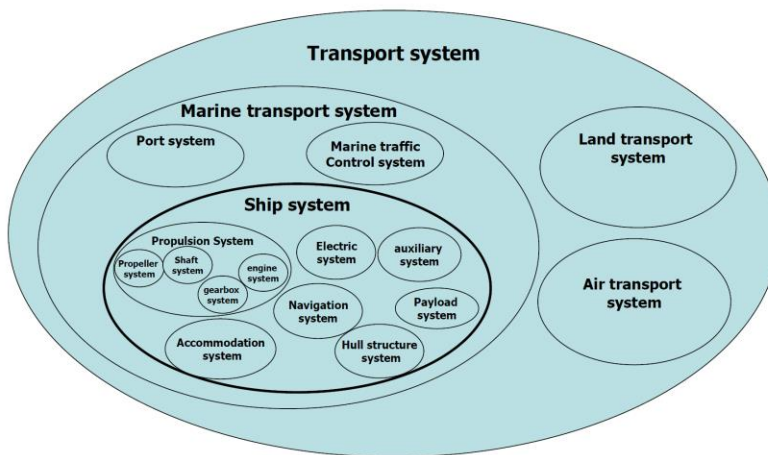 Transport system
Marine transport system
Port system
Marine traffic
Control system
Land transport
system
Ship system
Propulsion System
Propeller
system
Shaft
system
gearbox
system
engine
system
Electric
system
auxiliary
system
Air transport
system
Navigation
system
Payload
system
Accommodation
system
Hull structure
system